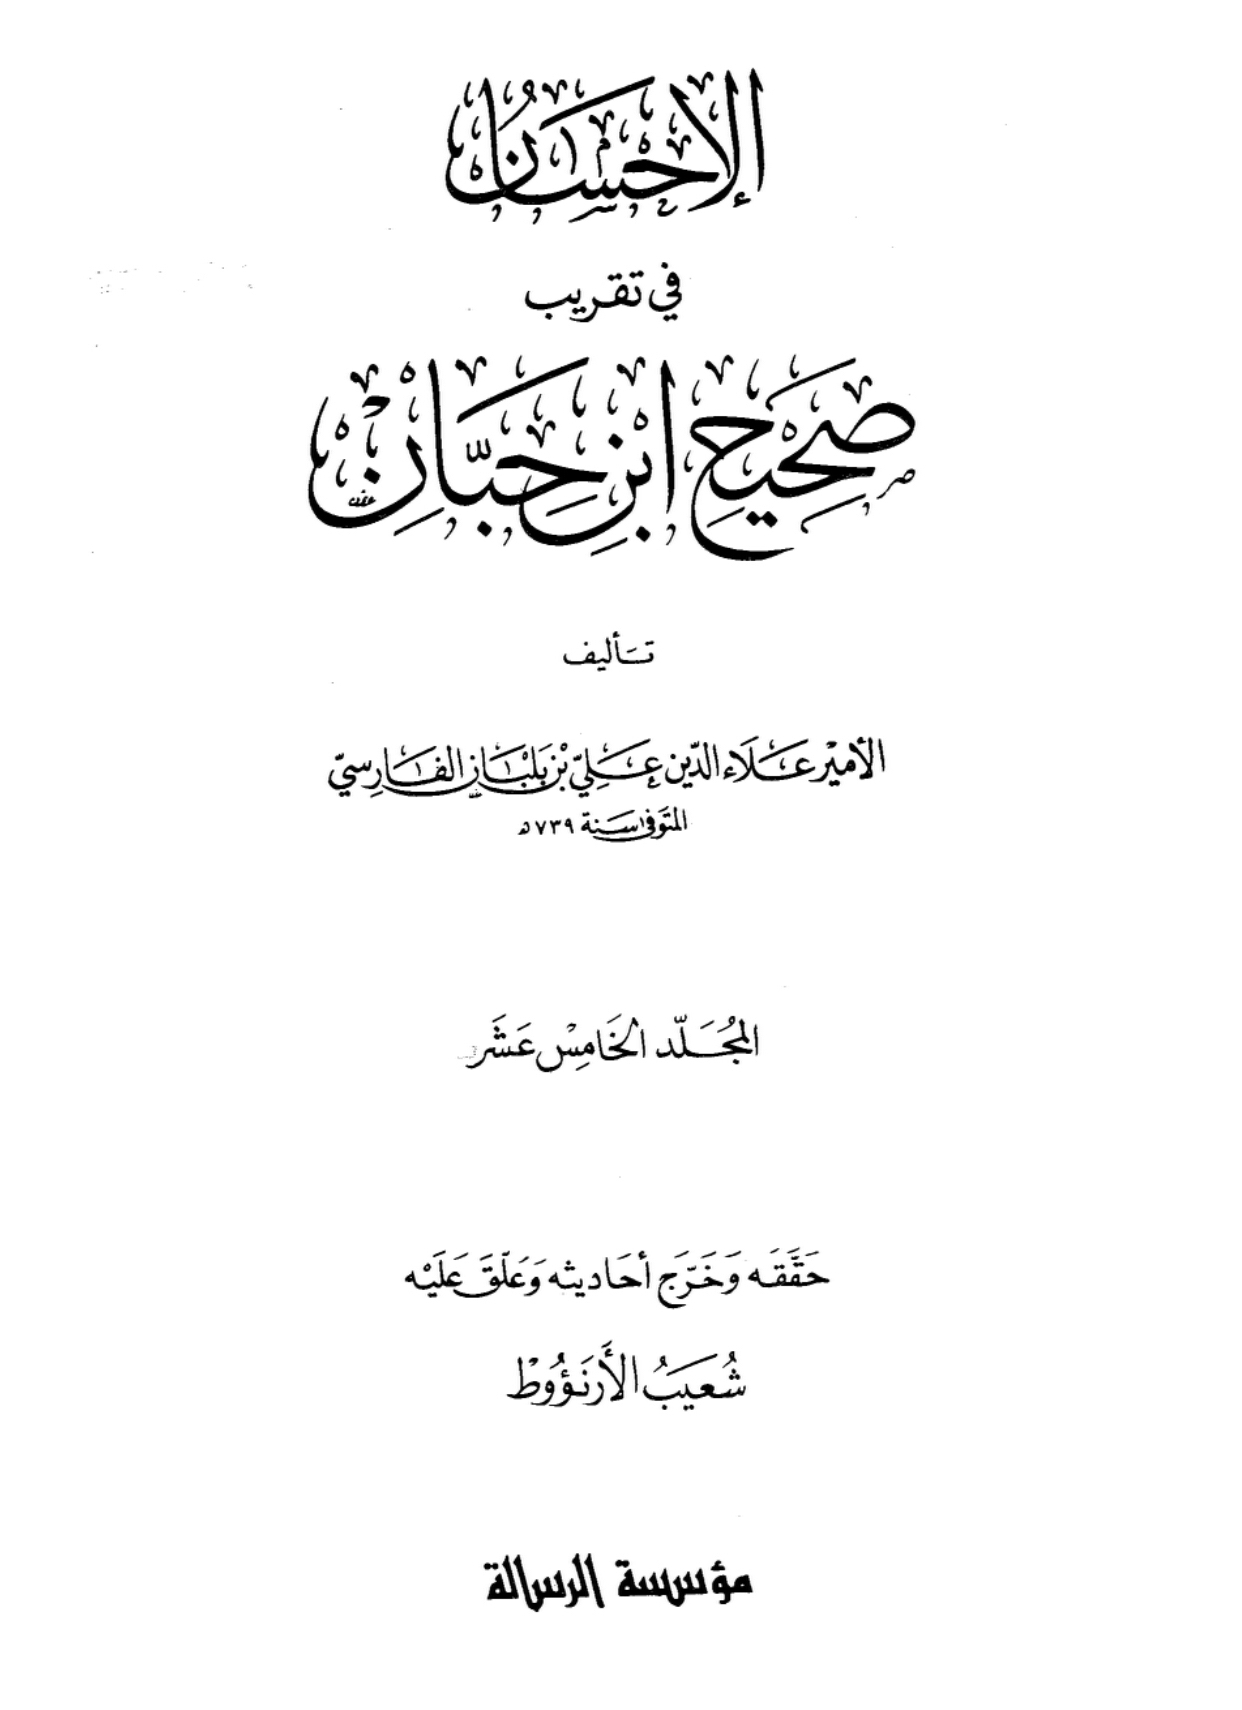 الإحسان
في تقريب
صحيح ابن حبان
تأليف
الأمير علاء الدين علي بن بلبان الفارسي
المتوفى سنة ٧٣٩ هـ
المجلد الخامس عشر
حققه وخرج أحاديثه وعلق عليه
شعيب الأرنؤوط
مؤسسة الرسالة